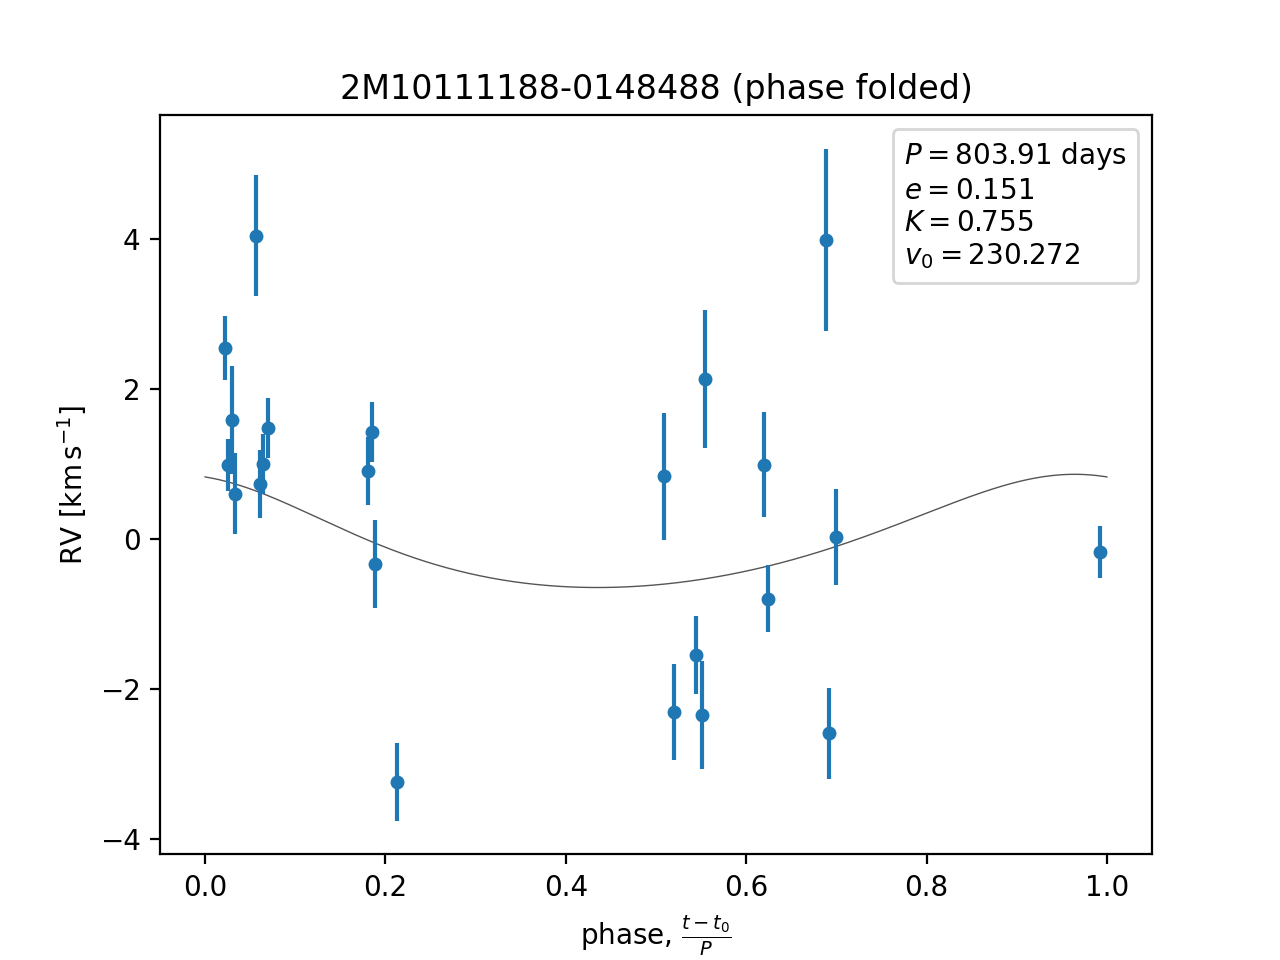 2M10111188-0148488 (phase folded)
P = 803.91 days
e = 0.151
K = 0.755
v₀ = 230.272
RV [km s⁻¹]
4
2
0
−2
−4
0.0 0.2 0.4 0.6 0.8 1.0
phase, (t − t₀)/P